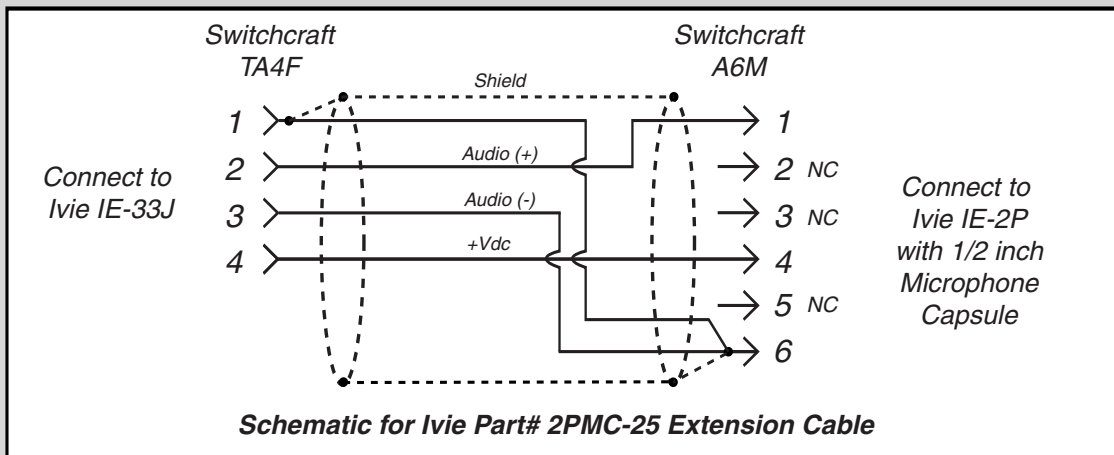 Switchcraft
TA4F
Switchcraft
A6M
Shield
1
1
Audio (+)
2
2 NC
Connect to
Ivie IE-33J
Audio (-)
3
3 NC
Connect to
Ivie IE-2P
with 1/2 inch
Microphone
Capsule
+Vdc
4
4
5 NC
6
Schematic for Ivie Part# 2PMC-25 Extension Cable